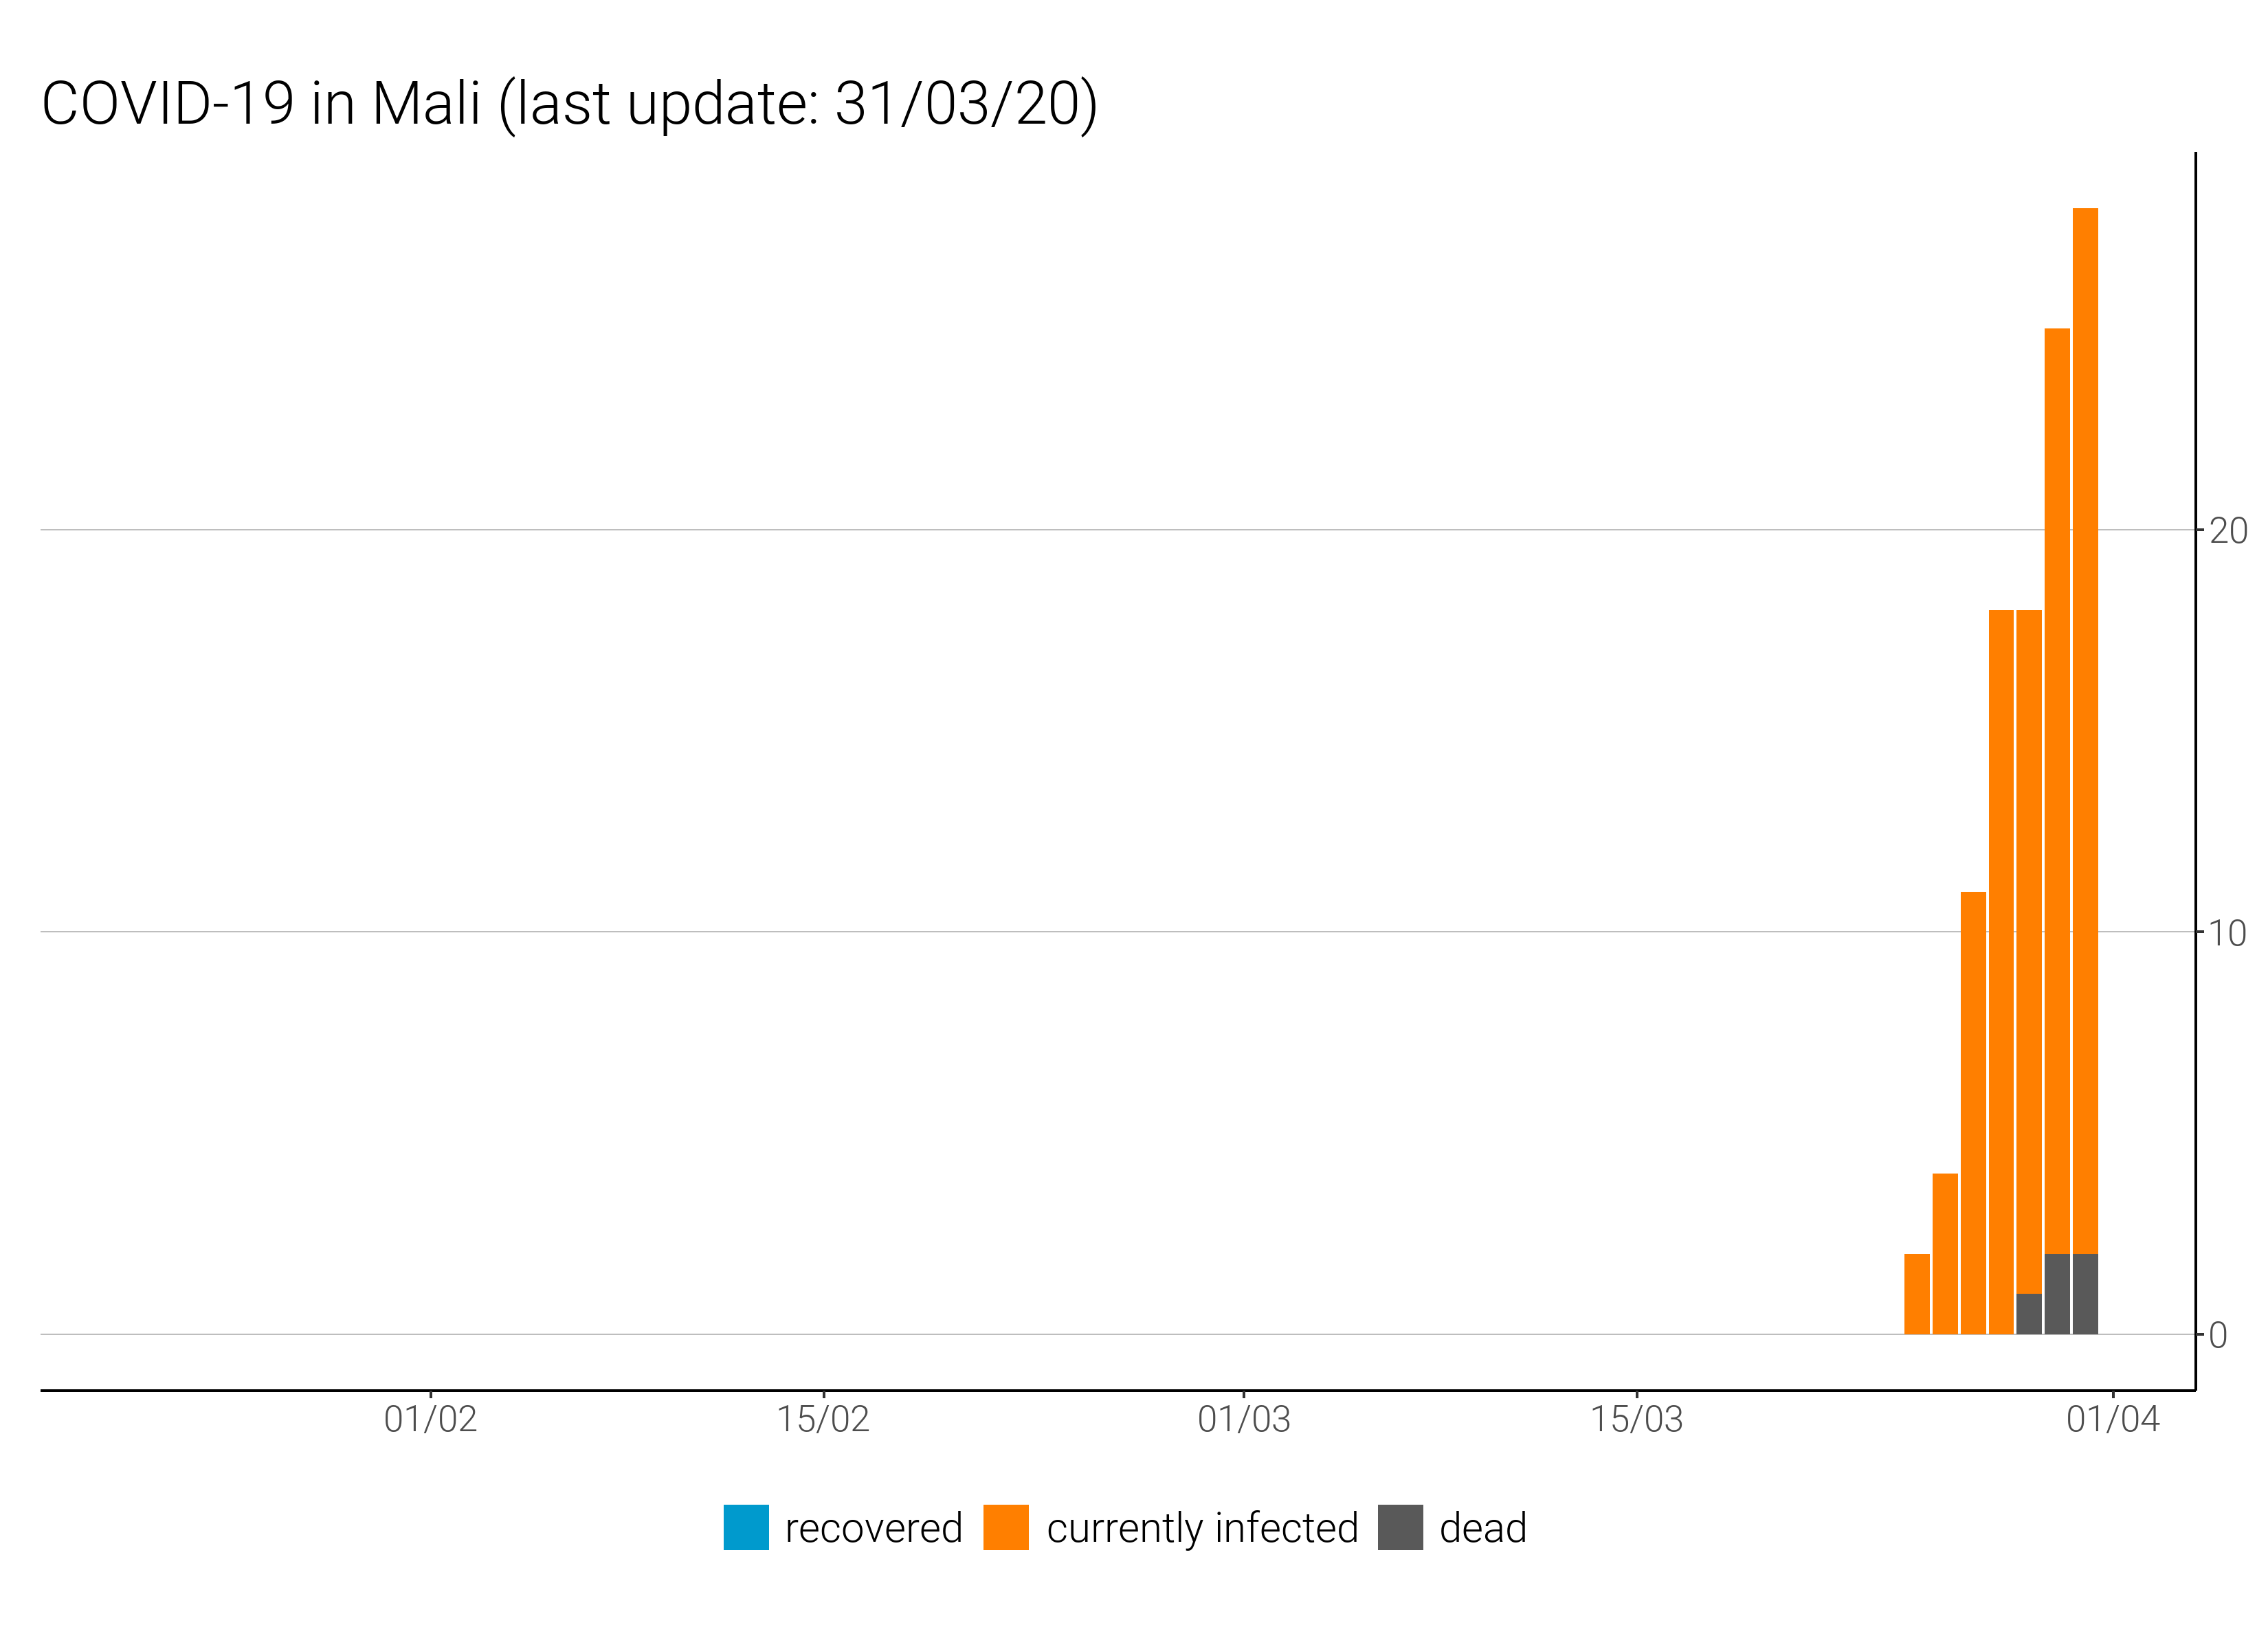 COVID-19 in Mali (last update: 31/03/20)
20
10
0
01/02 15/02 01/03 15/03 01/04
recovered currently infected dead